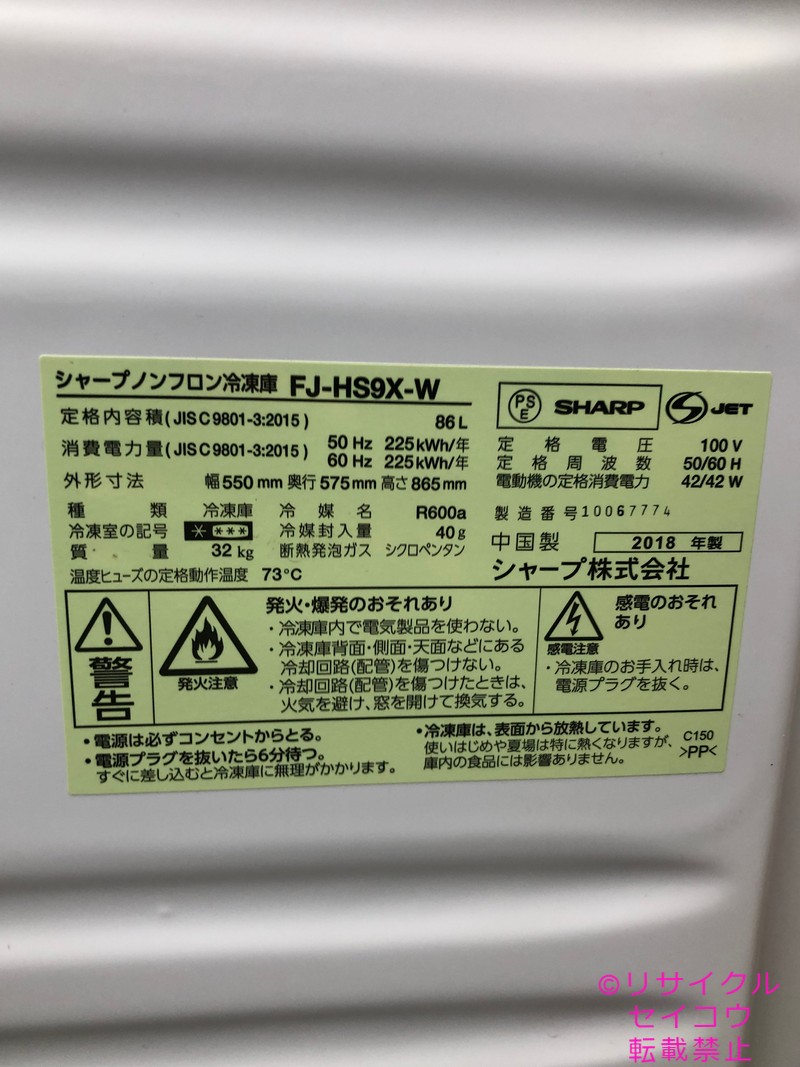 シャープノンフロン冷凍庫 FJ-HS9X-W
定格内容積(JIS C 9801-3:2015) 86 L
消費電力量(JIS C 9801-3:2015) 50 Hz 225 kWh/年
60 Hz 225 kWh/年
外形寸法 幅 550 mm 奥行 575 mm 高さ 865 mm
種類 冷凍庫 冷媒名 R600a
冷凍室の記号 * *** 冷媒封入量 40 g
質量 32 kg 断熱発泡ガス シクロペンタン
温度ヒューズの定格動作温度 73°C
PSE SHARP S JET
定格電圧 100 V
定格周波数 50/60 H
電動機の定格消費電力 42/42 W
製造番号 10067774
中国製 2018 年製
シャープ株式会社
警告
発火注意
発火・爆発のおそれあり
・冷凍庫内で電気製品を使わない。
・冷凍庫背面・側面・天面などにある
冷却回路(配管)を傷つけない。
・冷却回路(配管)を傷つけたときは、
火気を避け、窓を開けて換気する。
感電注意
感電のおそれ
あり
・冷凍庫のお手入れ時は、
電源プラグを抜く。
・電源は必ずコンセントからとる。
・電源プラグを抜いたら6分待つ。
すぐに差し込むと冷凍庫に無理がかかります。
・冷凍庫は、表面から放熱しています。
使いはじめや夏場は特に熱くなりますが、
庫内の食品には影響ありません。
C150
>PP<
©リサイクル
セイコウ
転載禁止